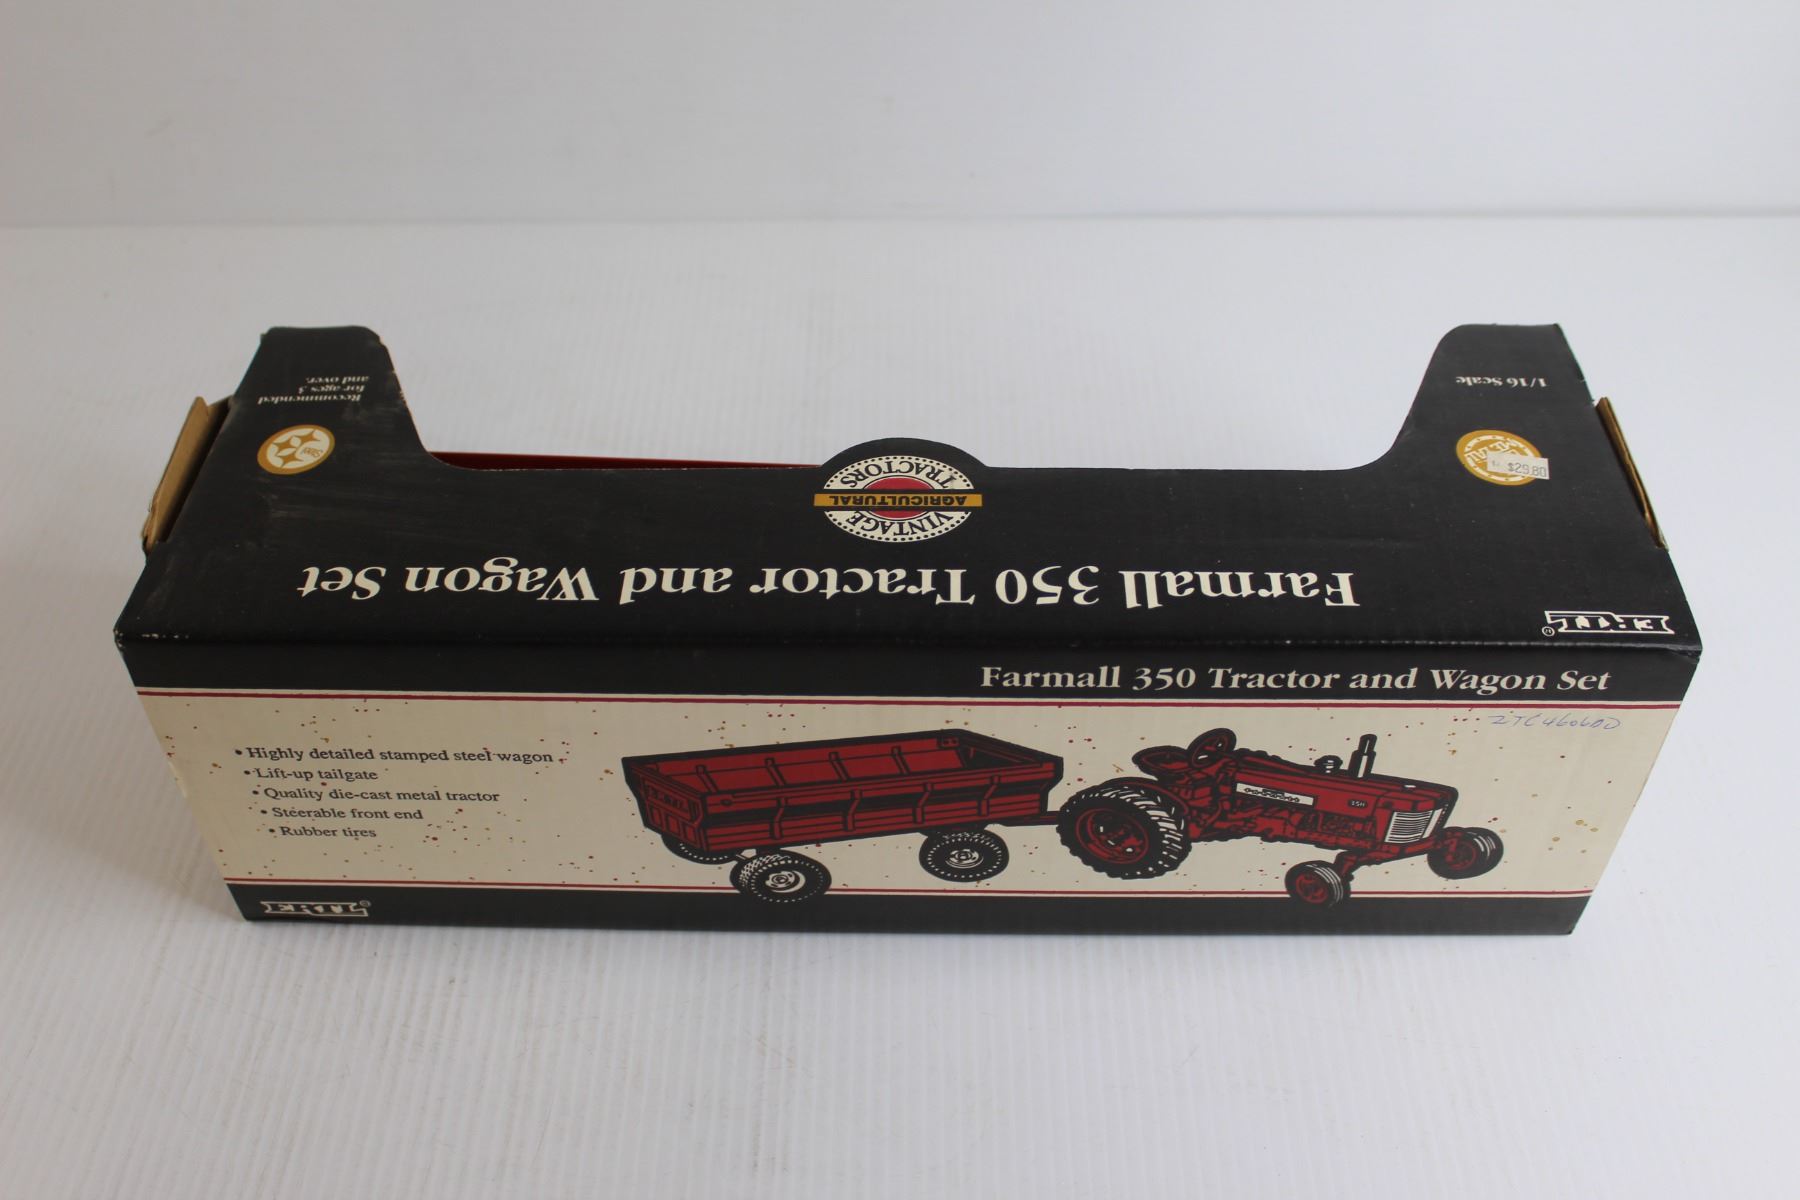 Recommended
for ages 3
and over.
Steel
1/16 Scale
$29.80
VINTAGE
AGRICULTURAL
TRACTORS
Farmall 350 Tractor and Wagon Set
ERTL®
Farmall 350 Tractor and Wagon Set
• Highly detailed stamped steel wagon
• Lift-up tailgate
• Quality die-cast metal tractor
• Steerable front end
• Rubber tires
350
ERTL®